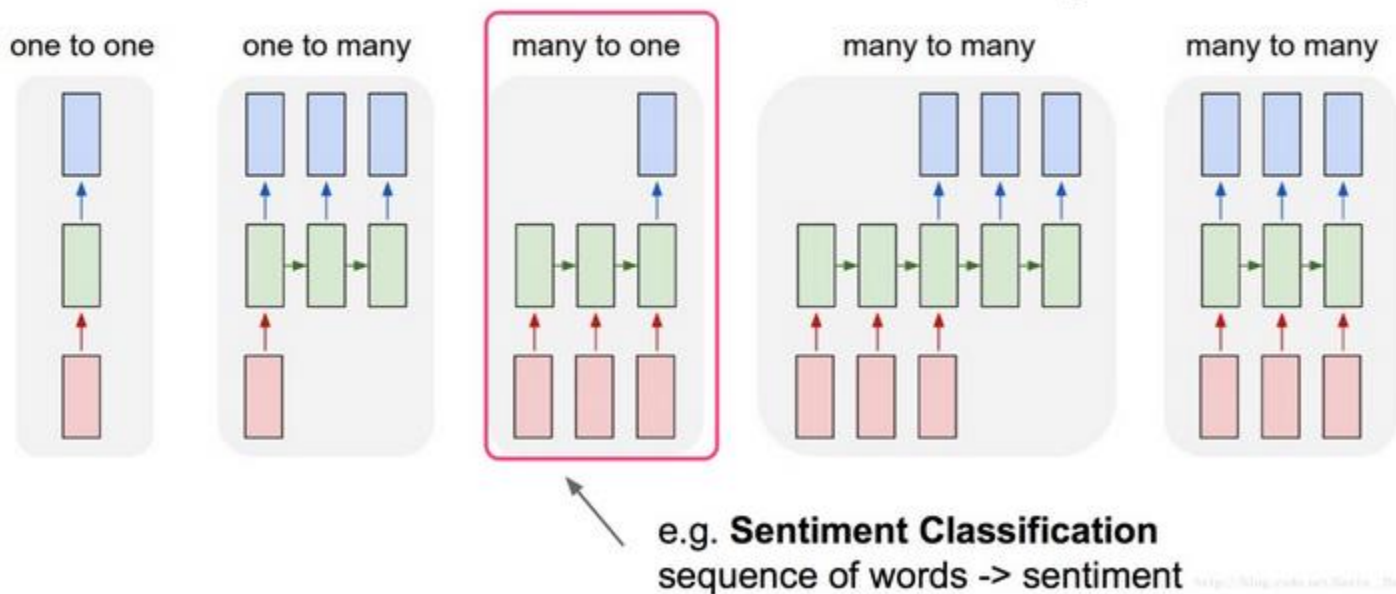 one to one
one to many
many to one
many to many
many to many
e.g. Sentiment Classification
sequence of words -> sentiment